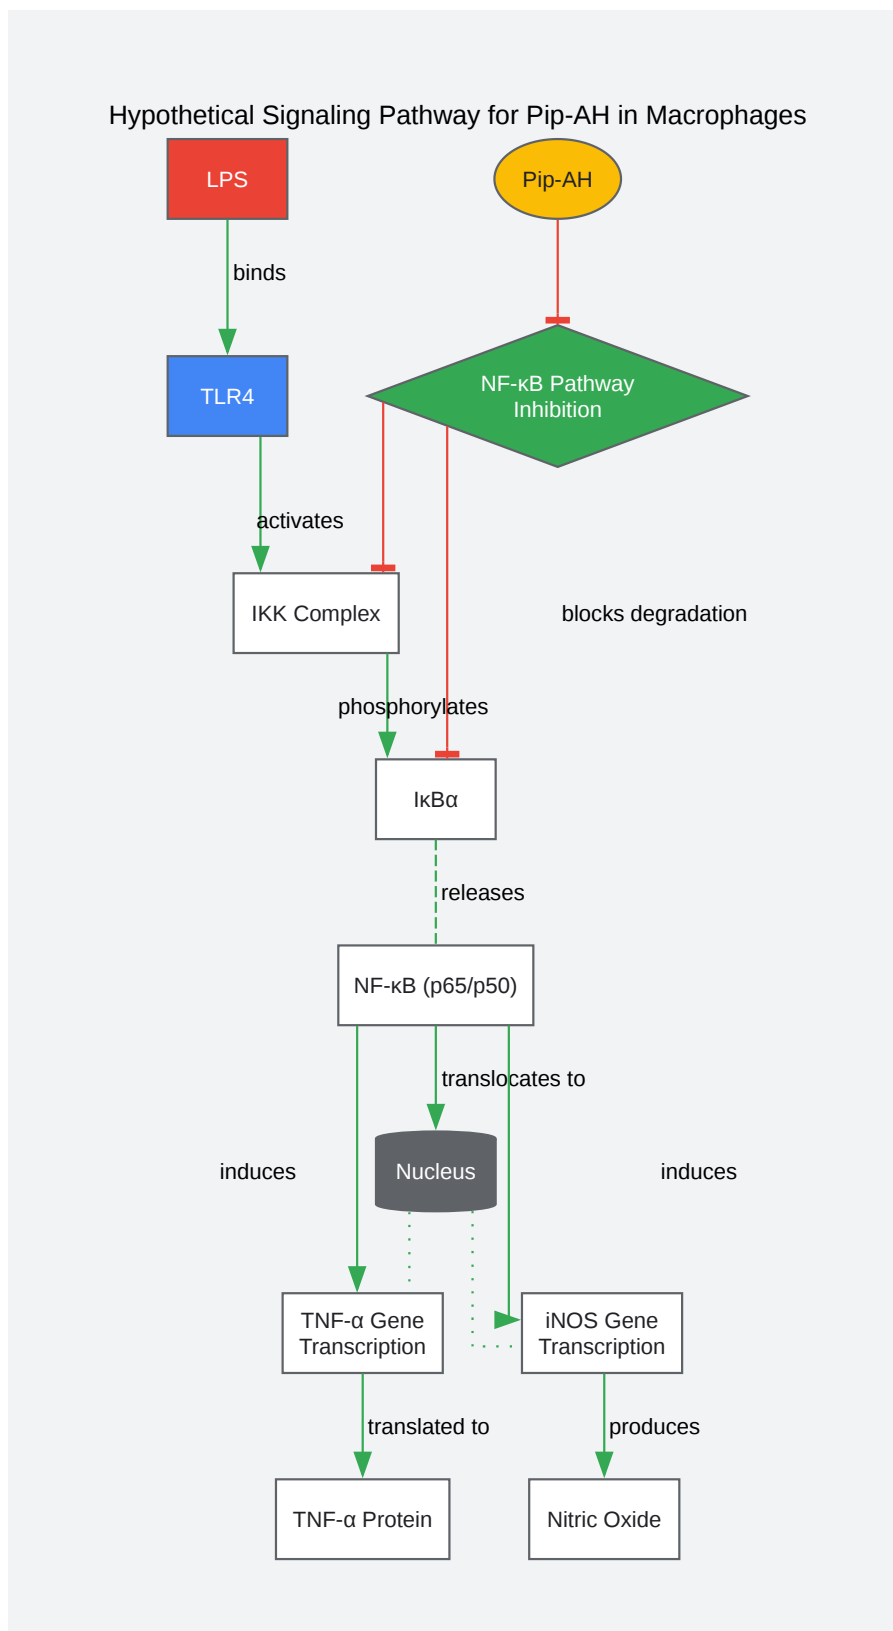 Hypothetical Signaling Pathway for Pip-AH in Macrophages
LPS
Pip-AH
binds
TLR4
NF-κB Pathway
Inhibition
activates
IKK Complex
blocks degradation
phosphorylates
IκBα
releases
NF-κB (p65/p50)
translocates to
induces
Nucleus
induces
TNF-α Gene
Transcription
iNOS Gene
Transcription
translated to
produces
TNF-α Protein
Nitric Oxide